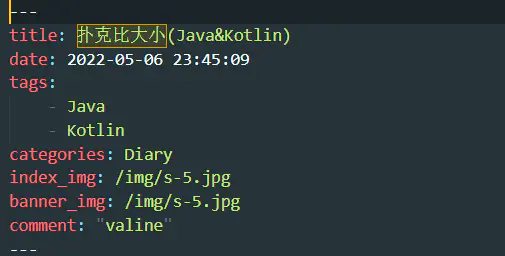 ---
title: 扑克比大小(Java&Kotlin)
date: 2022-05-06 23:45:09
tags:
    - Java
    - Kotlin
categories: Diary
index_img: /img/s-5.jpg
banner_img: /img/s-5.jpg
comment: "valine"
---